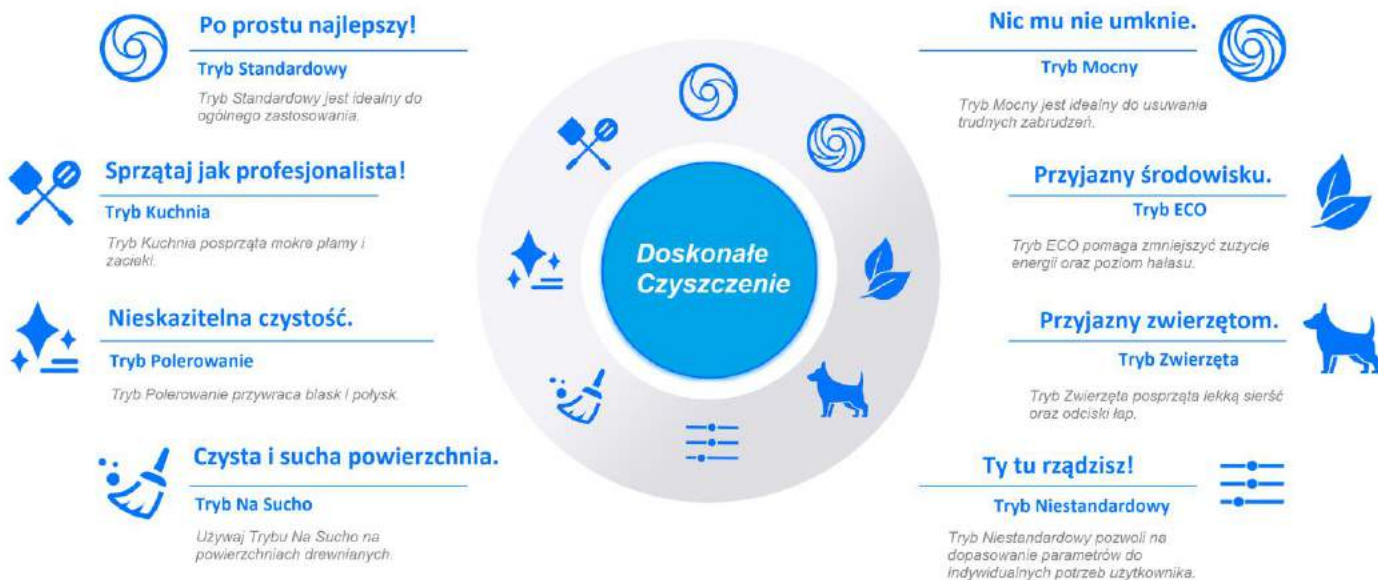 Po prostu najlepszy!
Tryb Standardowy
Tryb Standardowy jest idealny do
ogólnego zastosowania.
Sprzątaj jak profesjonalista!
Tryb Kuchnia
Tryb Kuchnia posprząta mokre plamy i
zacieki.
Nieskazitelna czystość.
Tryb Polerowanie
Tryb Polerowanie przywraca blask i połysk.
Czysta i sucha powierzchnia.
Tryb Na Sucho
Używaj Trybu Na Sucho na
powierzchniach drewnianych.
Doskonałe
Czyszczenie
Nic mu nie umknie.
Tryb Mocny
Tryb Mocny jest idealny do usuwania
trudnych zabrudzeń.
Przyjazny środowisku.
Tryb ECO
Tryb ECO pomaga zmniejszyć zużycie
energii oraz poziom hałasu.
Przyjazny zwierzętom.
Tryb Zwierzęta
Tryb Zwierzęta posprząta lekką sierść
oraz odciski łap.
Ty tu rządzisz!
Tryb Niestandardowy
Tryb Niestandardowy pozwoli na
dopasowanie parametrów do
indywidualnych potrzeb użytkownika.